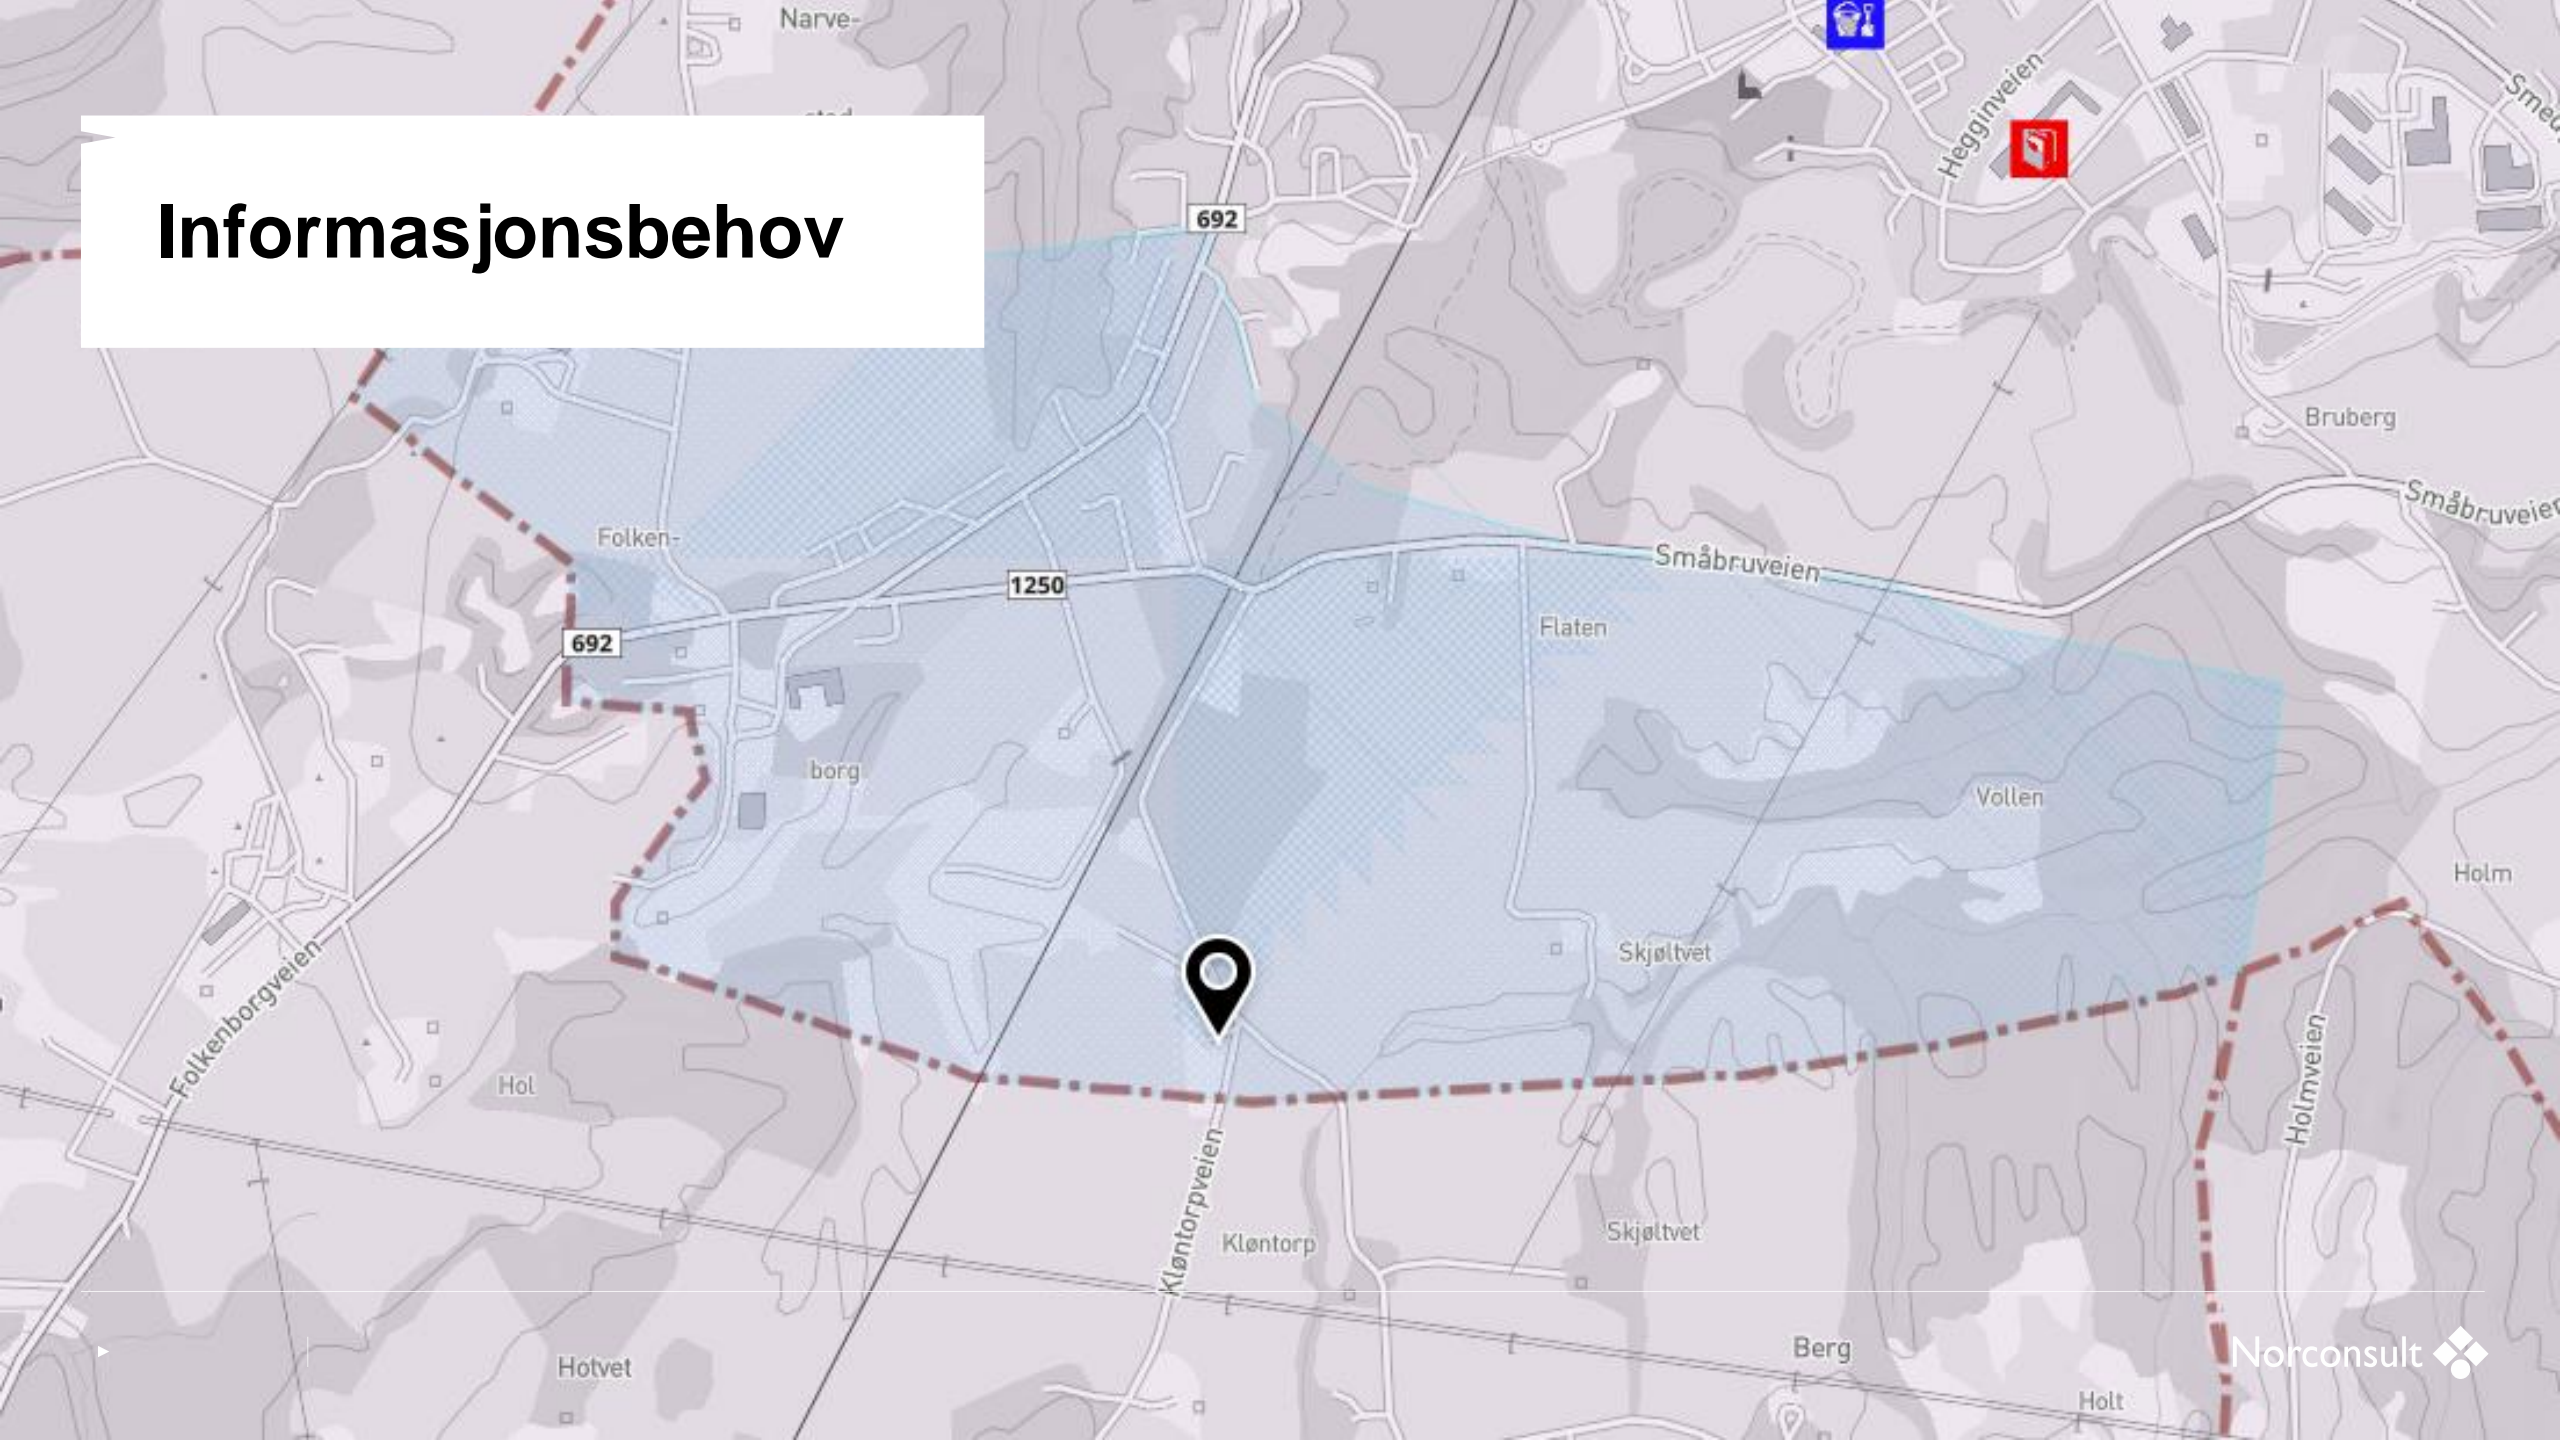 Narve-
Informasjonsbehov
Hegginveien
692
Bruberg
Småbruveien
Folken-
Småbruveien
1250
Flaten
692
borg
Vollen
Holm
Skjøltvet
Folkenborgveien
Hol
Holmveien
Kløntorpveien
Kløntorp
Skjøltvet
Hotvet
Berg
Norconsult
Holt